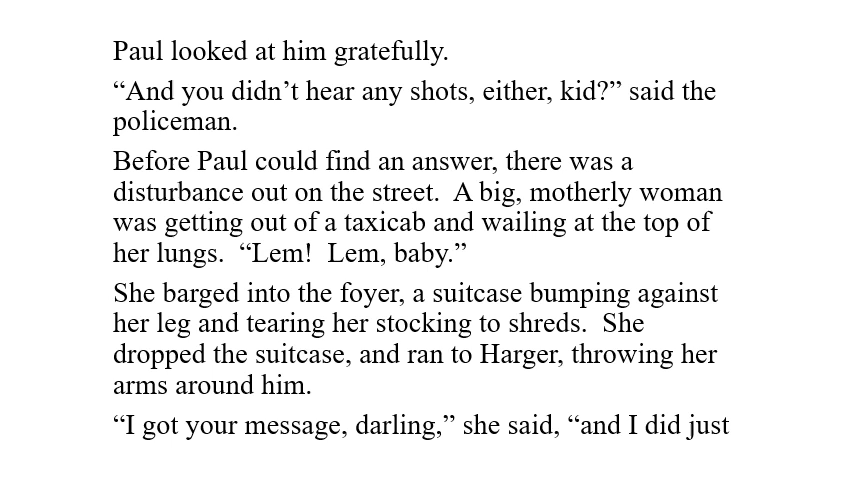 Paul looked at him gratefully.
“And you didn’t hear any shots, either, kid?” said the
policeman.
Before Paul could find an answer, there was a
disturbance out on the street.  A big, motherly woman
was getting out of a taxicab and wailing at the top of
her lungs.  “Lem!  Lem, baby.”
She barged into the foyer, a suitcase bumping against
her leg and tearing her stocking to shreds.  She
dropped the suitcase, and ran to Harger, throwing her
arms around him.
“I got your message, darling,” she said, “and I did just